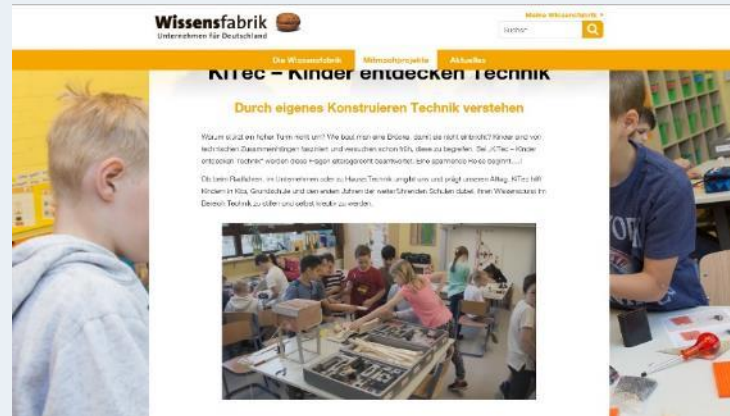 Meine Wissensfabrik
Wissensfabrik
Unternehmen für Deutschland
Suche
Die Wissensfabrik Mitmachprojekte Aktuelles
KiTec – Kinder entdecken Technik
Durch eigenes Konstruieren Technik verstehen
Warum stürzt ein hoher Turm nicht um? Wie baut man eine Brücke, damit sie nicht einbricht? Kinder sind von
technischen Zusammenhängen fasziniert und versuchen schon früh, diese zu begreifen. Bei „KiTec – Kinder
entdecken Technik“ werden diese Fragen altersgerecht beantwortet. Eine spannende Reise beginnt
Ob beim Radfahren, im Unternehmen oder zu Hause: Technik umgibt uns und prägt unseren Alltag. KiTec hilft
Kindern in Kita, Grundschule und den ersten Jahren der weiterführenden Schulen dabei, ihren Wissensdurst im
Bereich Technik zu stillen und selbst kreativ zu werden.